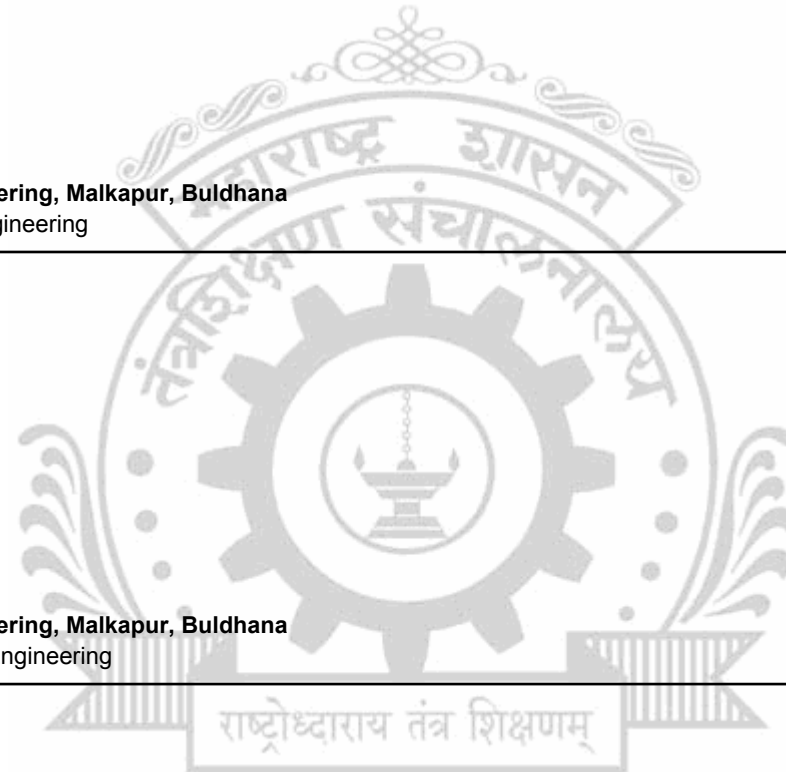 महाराष्ट्र शासन
ering, Malkapur, Buldhana
gineering
तंत्रशिक्षण संचालनालय
ering, Malkapur, Buldhana
ngineering
राष्ट्रोध्दाराय तंत्र शिक्षणम्